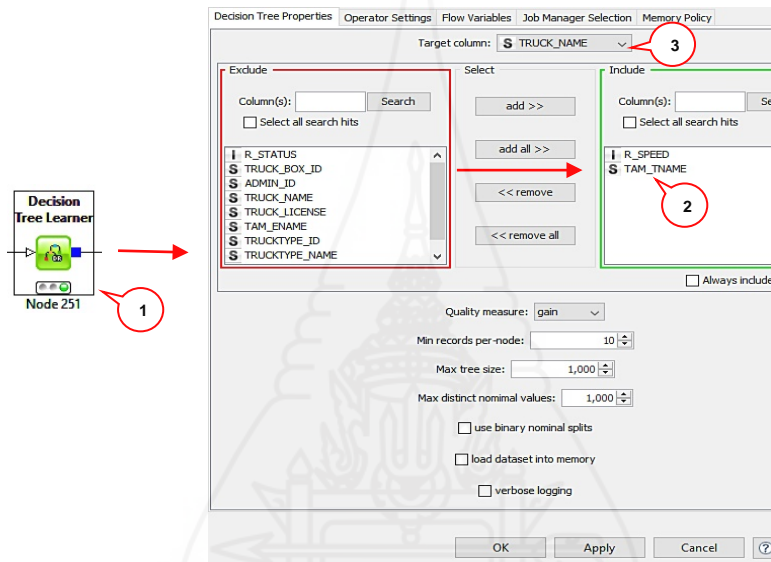 Decision Tree Properties Operator Settings Flow Variables Job Manager Selection Memory Policy
Target column: S TRUCK_NAME
3
Exclude
Select
Include
Column(s): Search
add >>
Column(s): Se
Select all search hits
Select all search hits
add all >>
I R_STATUS
S TRUCK_BOX_ID
S ADMIN_ID
S TRUCK_NAME
S TRUCK_LICENSE
S TAM_ENAME
S TRUCKTYPE_ID
S TRUCKTYPE_NAME
I R_SPEED
S TAM_TNAME
<< remove
2
<< remove all
Decision
Tree Learner
Node 251
1
Always include
Quality measure: gain
Min records per-node: 10
Max tree size: 1,000
Max distinct nomimal values: 1,000
use binary nominal splits
load dataset into memory
verbose logging
OK Apply Cancel ?